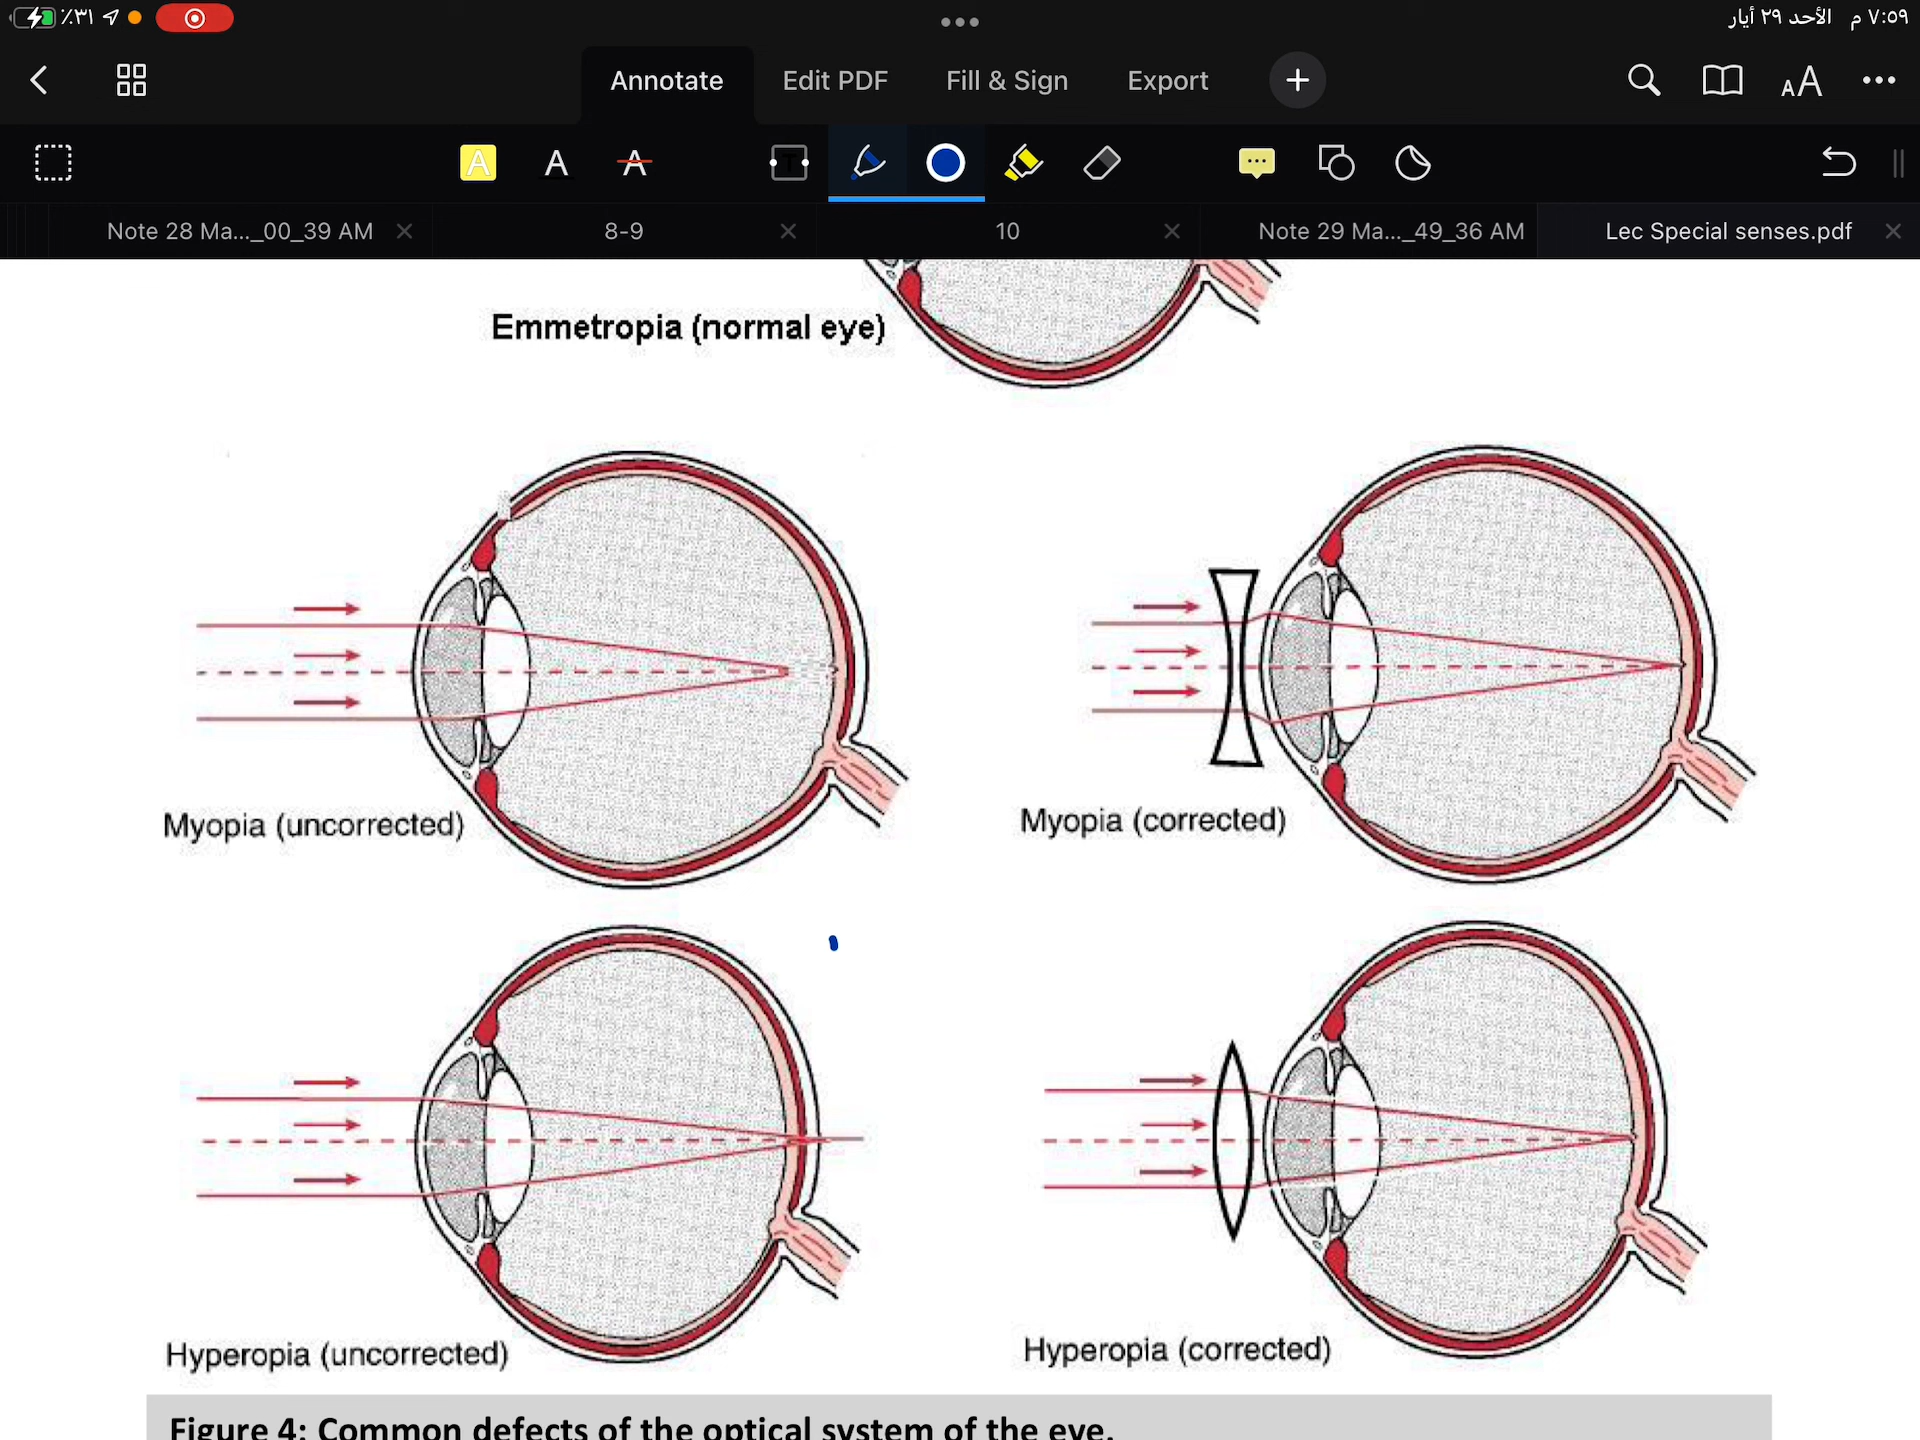 ٪٣١ الأحد ٢٩ أيار ٧:٥٩ م
Annotate Edit PDF Fill & Sign Export
AA
A A A T
Note 28 Ma..._00_39 AM 8-9 10 Note 29 Ma..._49_36 AM Lec Special senses.pdf
Emmetropia (normal eye)
Myopia (uncorrected)
Myopia (corrected)
Hyperopia (uncorrected)
Hyperopia (corrected)
Figure 4: Common defects of the optical system of the eye.